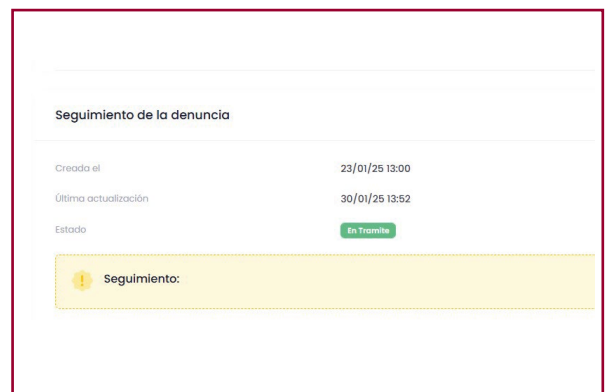 Seguimiento de la denuncia
Creada el 23/01/25 13:00
Última actualización 30/01/25 13:52
Estado En Tramite
! Seguimiento: